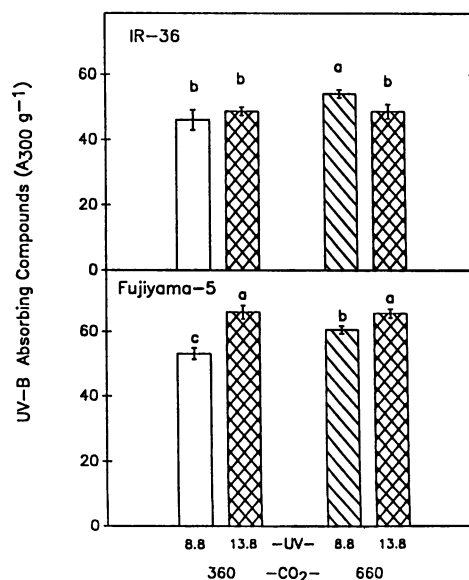 UV-B Absorbing Compounds (A300 g⁻¹)
IR-36
a
b b b
60
40
20
0
Fujiyama-5
a a
b
c
60
40
20
0
8.8 13.8 -UV- 8.8 13.8
360 -CO₂- 660